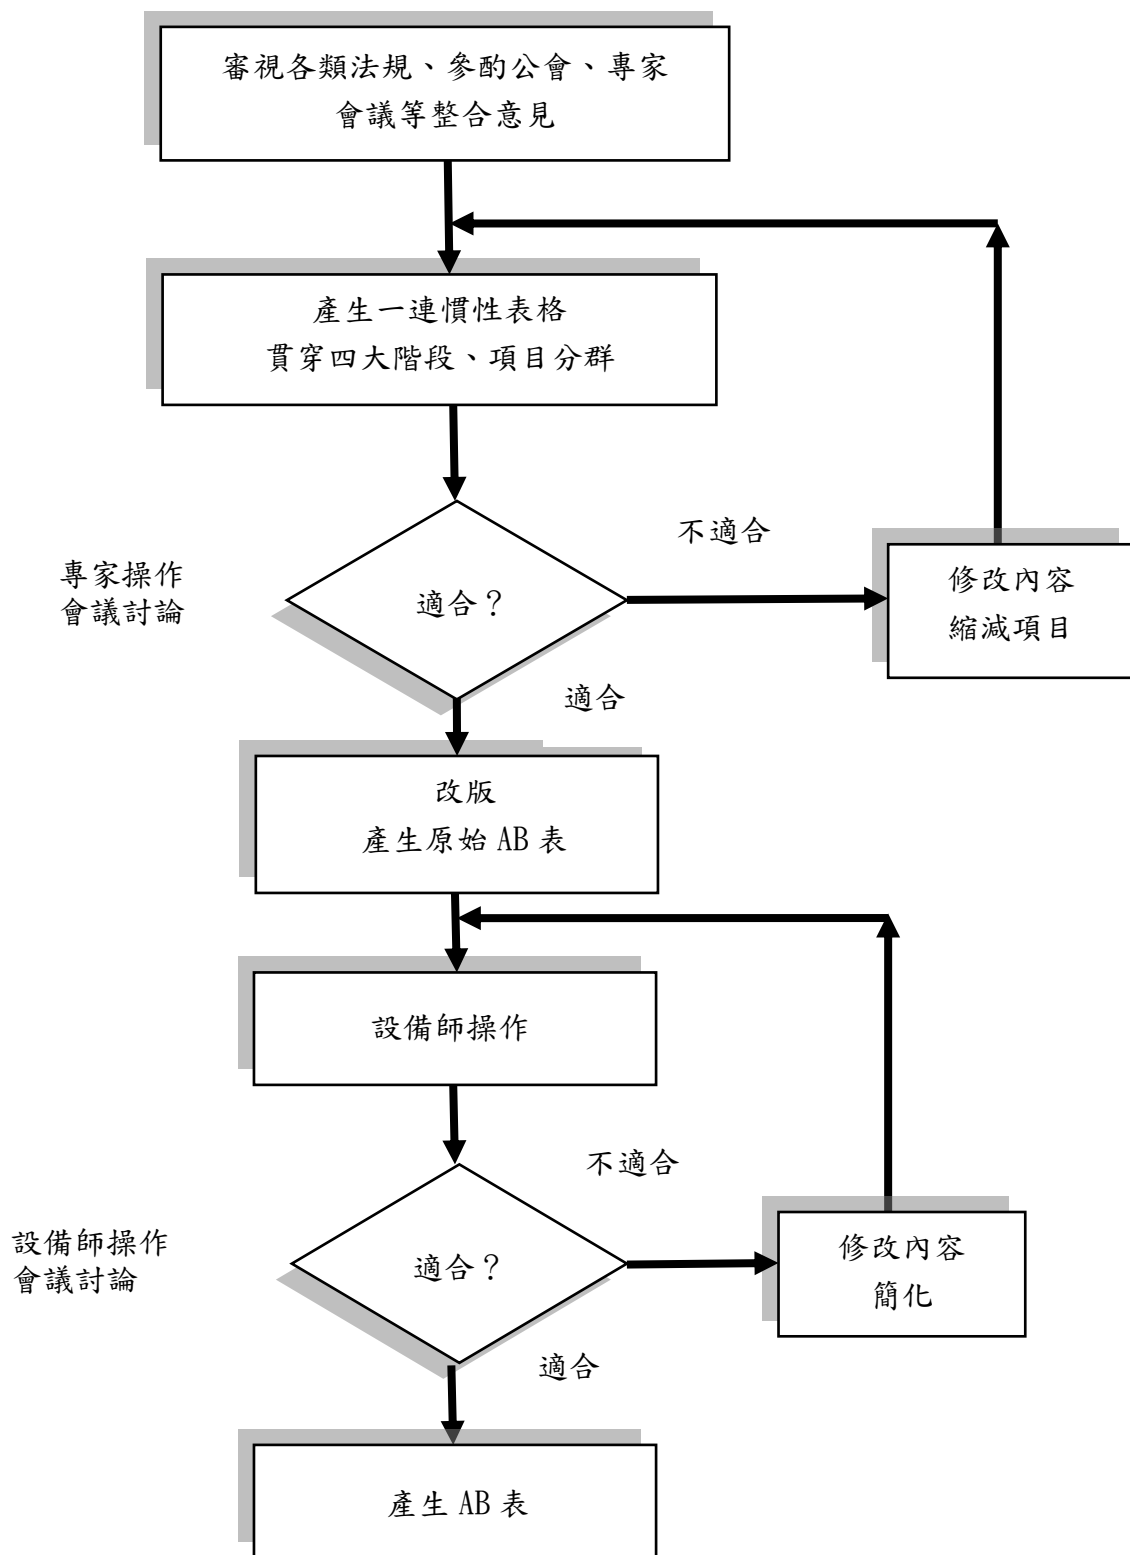 審視各類法規、參酌公會、專家
會議等整合意見
產生一連慣性表格
貫穿四大階段、項目分群
不適合
專家操作
會議討論
適合？
修改內容
縮減項目
適合
改版
產生原始 AB 表
設備師操作
不適合
設備師操作
會議討論
適合？
修改內容
簡化
適合
產生 AB 表